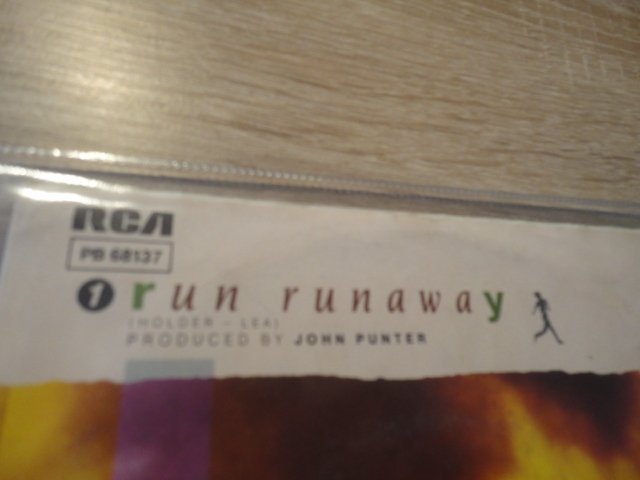 RCA
PB 68137
1 run runaway
(HOLDER - LEA)
PRODUCED BY JOHN PUNTER